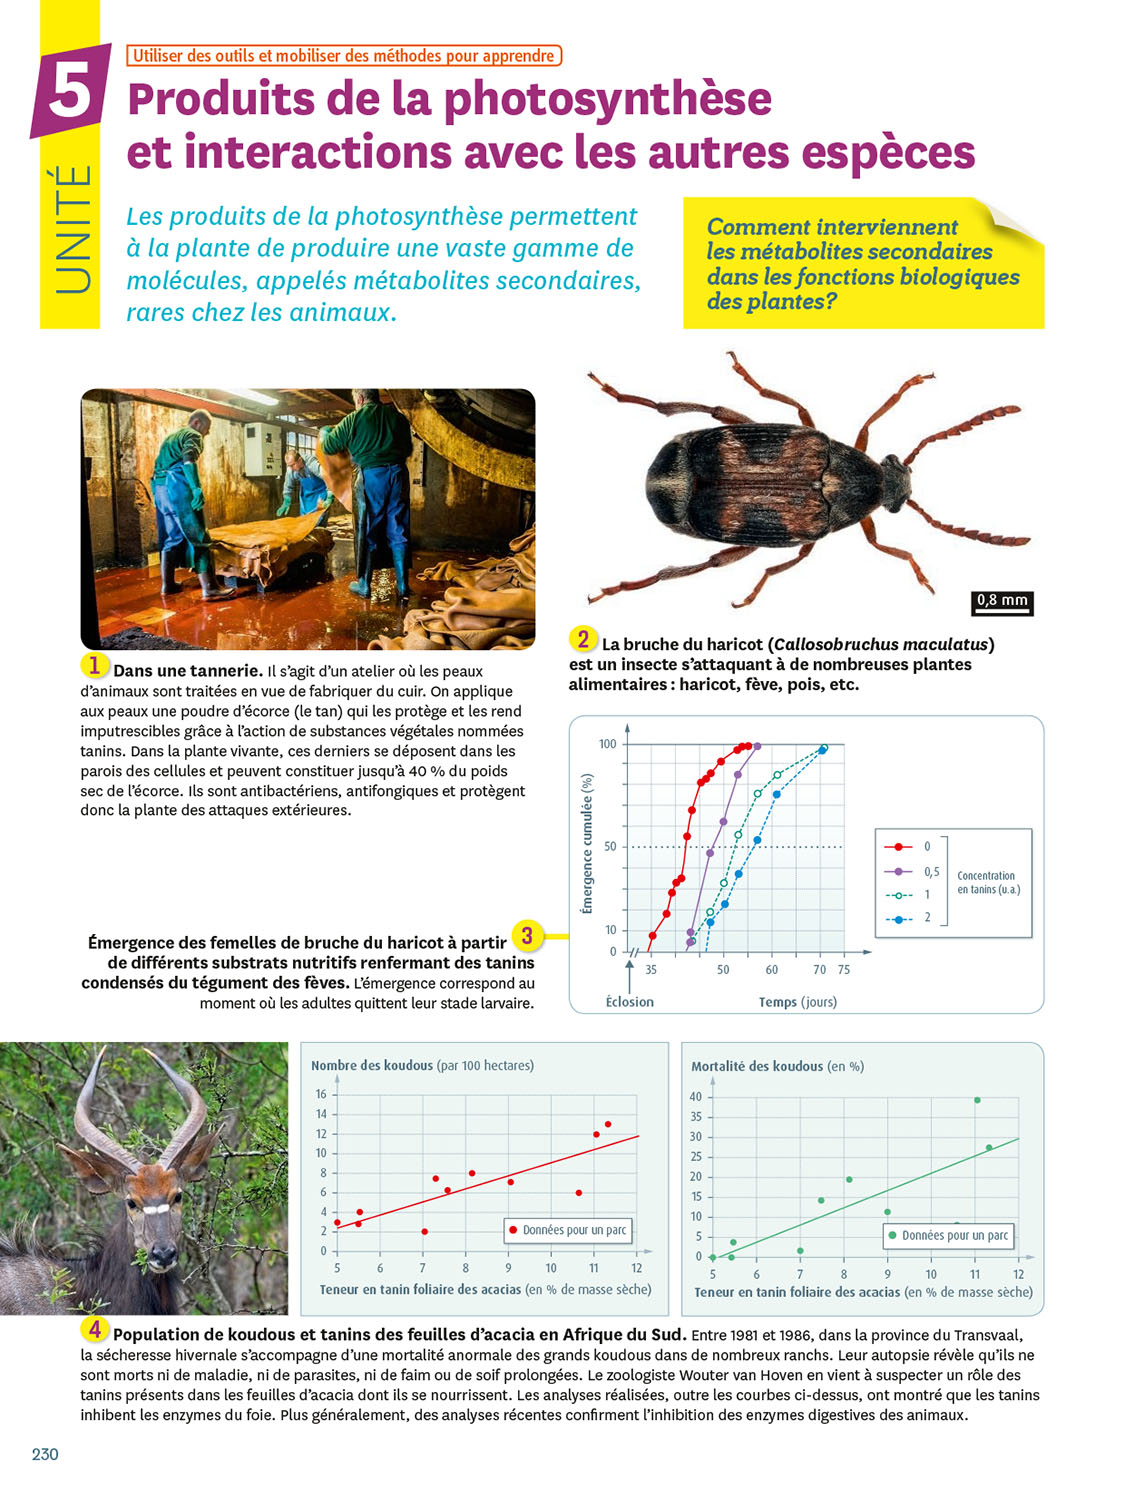 Utiliser des outils et mobiliser des méthodes pour apprendre
5
UNITÉ
Produits de la photosynthèse
et interactions avec les autres espèces
Les produits de la photosynthèse permettent
à la plante de produire une vaste gamme de
molécules, appelés métabolites secondaires,
rares chez les animaux.
Comment interviennent
les métabolites secondaires
dans les fonctions biologiques
des plantes?
0,8 mm
1 Dans une tannerie. Il s'agit d'un atelier où les peaux
d'animaux sont traitées en vue de fabriquer du cuir. On applique
aux peaux une poudre d'écorce (le tan) qui les protège et les rend
imputrescibles grâce à l'action de substances végétales nommées
tanins. Dans la plante vivante, ces derniers se déposent dans les
parois des cellules et peuvent constituer jusqu'à 40 % du poids
sec de l'écorce. Ils sont antibactériens, antifongiques et protègent
donc la plante des attaques extérieures.
2 La bruche du haricot (Callosobruchus maculatus)
est un insecte s'attaquant à de nombreuses plantes
alimentaires : haricot, fève, pois, etc.
Émergence des femelles de bruche du haricot à partir 3
de différents substrats nutritifs renfermant des tanins
condensés du tégument des fèves. L'émergence correspond au
moment où les adultes quittent leur stade larvaire.
Émergence cumulée (%)
100
50
10
0
35 50 60 70 75
Éclosion
Temps (jours)
0
0,5
1
2
Concentration
en tanins (u.a.)
Nombre des koudous (par 100 hectares)
16
14
12
10
8
6
4
2
0
5 6 7 8 9 10 11 12
Données pour un parc
Teneur en tanin foliaire des acacias (en % de masse sèche)
Mortalité des koudous (en %)
40
35
30
25
20
15
10
5
0
5 6 7 8 9 10 11 12
Données pour un parc
Teneur en tanin foliaire des acacias (en % de masse sèche)
4 Population de koudous et tanins des feuilles d'acacia en Afrique du Sud. Entre 1981 et 1986, dans la province du Transvaal,
la sécheresse hivernale s'accompagne d'une mortalité anormale des grands koudous dans de nombreux ranchs. Leur autopsie révèle qu'ils ne
sont morts ni de maladie, ni de parasites, ni de faim ou de soif prolongées. Le zoologiste Wouter van Hoven en vient à suspecter un rôle des
tanins présents dans les feuilles d'acacia dont ils se nourrissent. Les analyses réalisées, outre les courbes ci-dessus, ont montré que les tanins
inhibent les enzymes du foie. Plus généralement, des analyses récentes confirment l'inhibition des enzymes digestives des animaux.
230